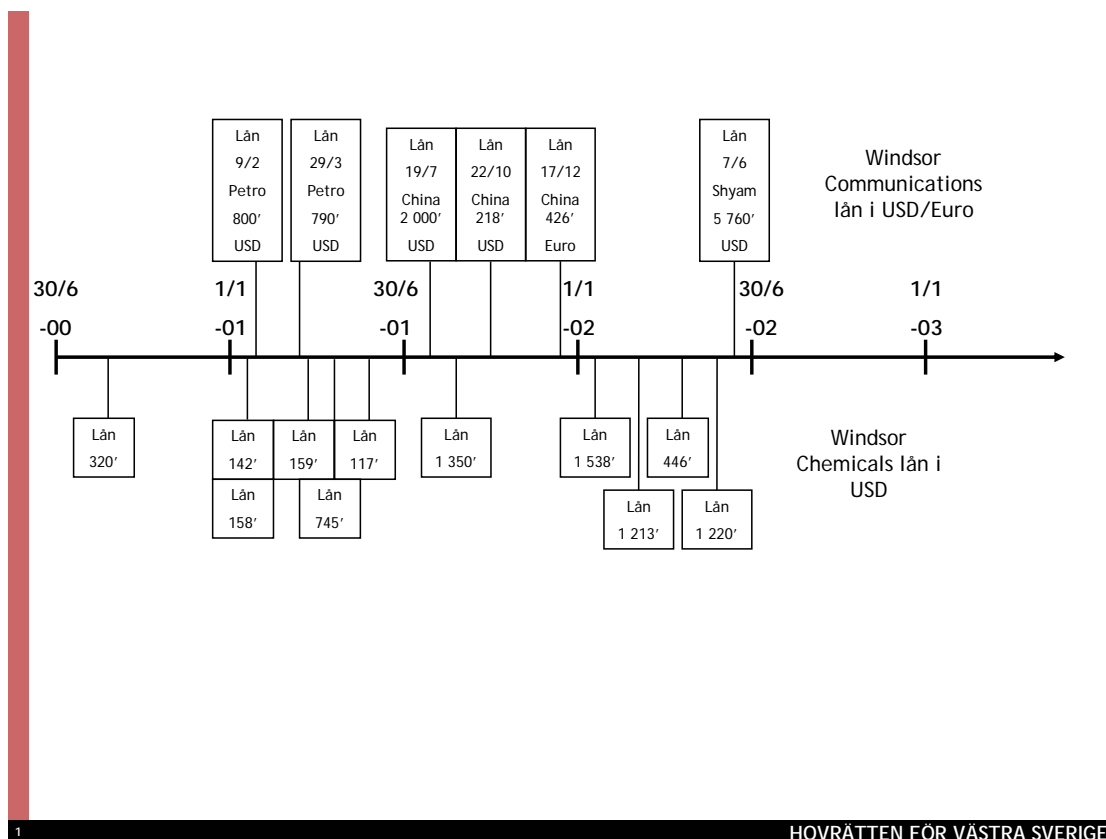 Lån
9/2
Petro
800’
USD
Lån
29/3
Petro
790’
USD
Lån
19/7
China
2 000’
USD
Lån
22/10
China
218’
USD
Lån
17/12
China
426’
Euro
Lån
7/6
Shyam
5 760’
USD
Windsor
Communications
lån i USD/Euro
30/6
-00
1/1
-01
30/6
-01
1/1
-02
30/6
-02
1/1
-03
Lån
320’
Lån
142’
Lån
158’
Lån
159’
Lån
745’
Lån
117’
Lån
1 350’
Lån
1 538’
Lån
1 213’
Lån
446’
Lån
1 220’
Windsor
Chemicals lån i
USD
1
HOVRÄTTEN FÖR VÄSTRA SVERIGE